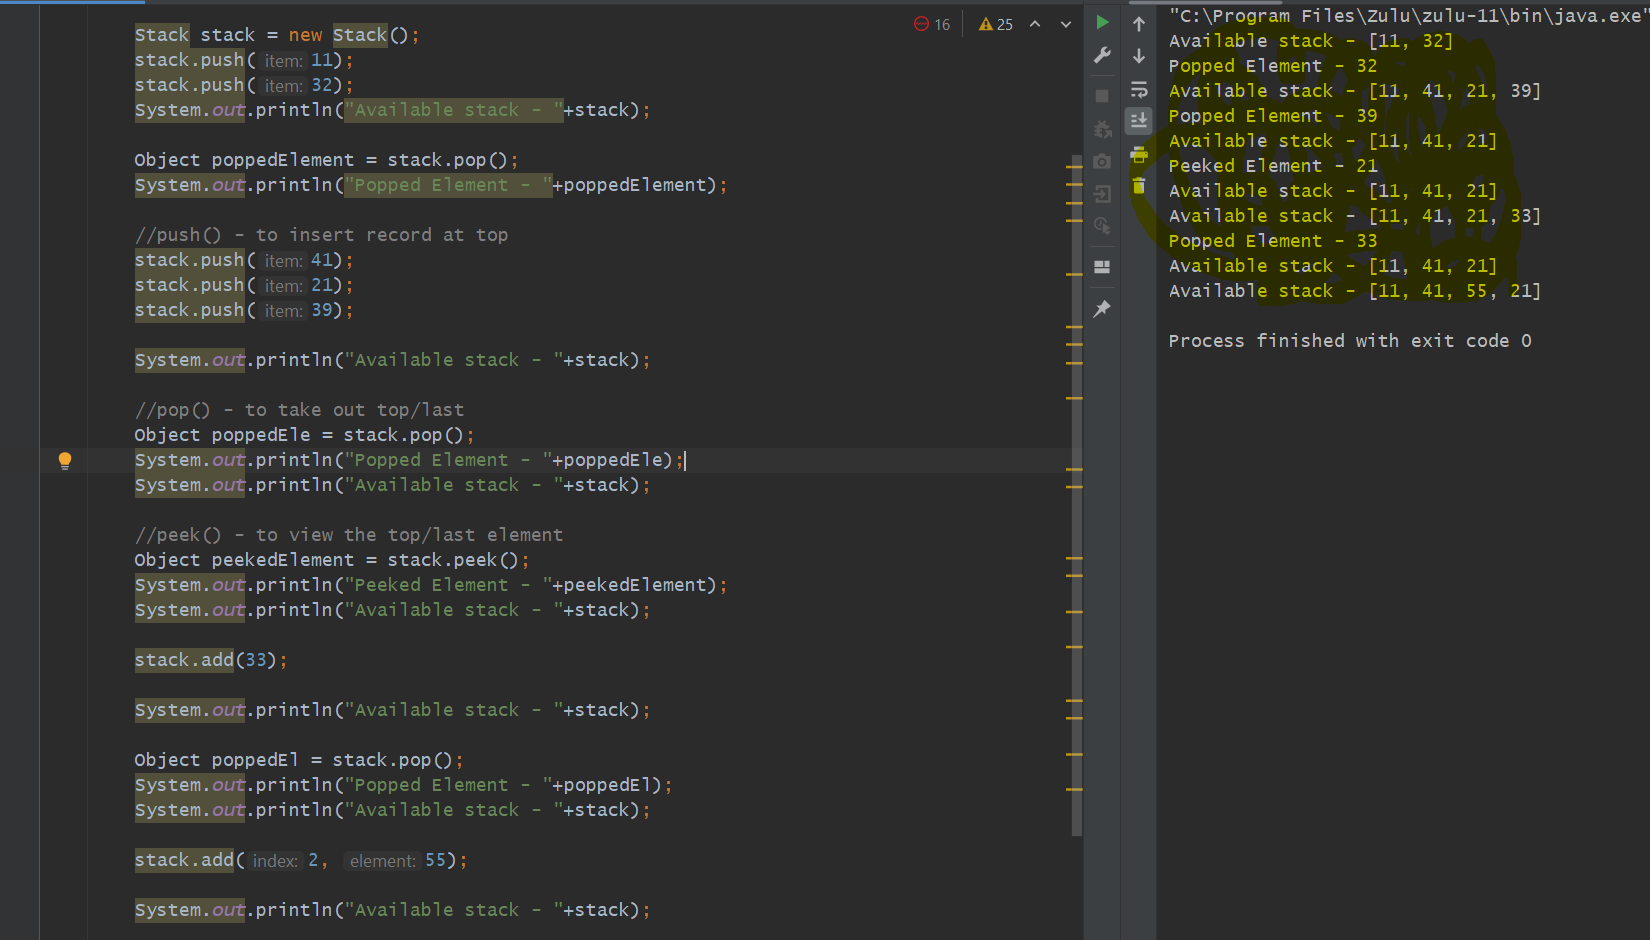 16 25
Stack stack = new Stack();
stack.push( item: 11);
stack.push( item: 32);
System.out.println("Available stack - "+stack);
Object poppedElement = stack.pop();
System.out.println("Popped Element - "+poppedElement);
//push() - to insert record at top
stack.push( item: 41);
stack.push( item: 21);
stack.push( item: 39);
System.out.println("Available stack - "+stack);
//pop() - to take out top/last
Object poppedEle = stack.pop();
System.out.println("Popped Element - "+poppedEle);
System.out.println("Available stack - "+stack);
//peek() - to view the top/last element
Object peekedElement = stack.peek();
System.out.println("Peeked Element - "+peekedElement);
System.out.println("Available stack - "+stack);
stack.add(33);
System.out.println("Available stack - "+stack);
Object poppedEl = stack.pop();
System.out.println("Popped Element - "+poppedEl);
System.out.println("Available stack - "+stack);
stack.add( index: 2, element: 55);
System.out.println("Available stack - "+stack);
"C:\Program Files\Zulu\zulu-11\bin\java.exe"
Available stack - [11, 32]
Popped Element - 32
Available stack - [11, 41, 21, 39]
Popped Element - 39
Available stack - [11, 41, 21]
Peeked Element - 21
Available stack - [11, 41, 21]
Available stack - [11, 41, 21, 33]
Popped Element - 33
Available stack - [11, 41, 21]
Available stack - [11, 41, 55, 21]
Process finished with exit code 0